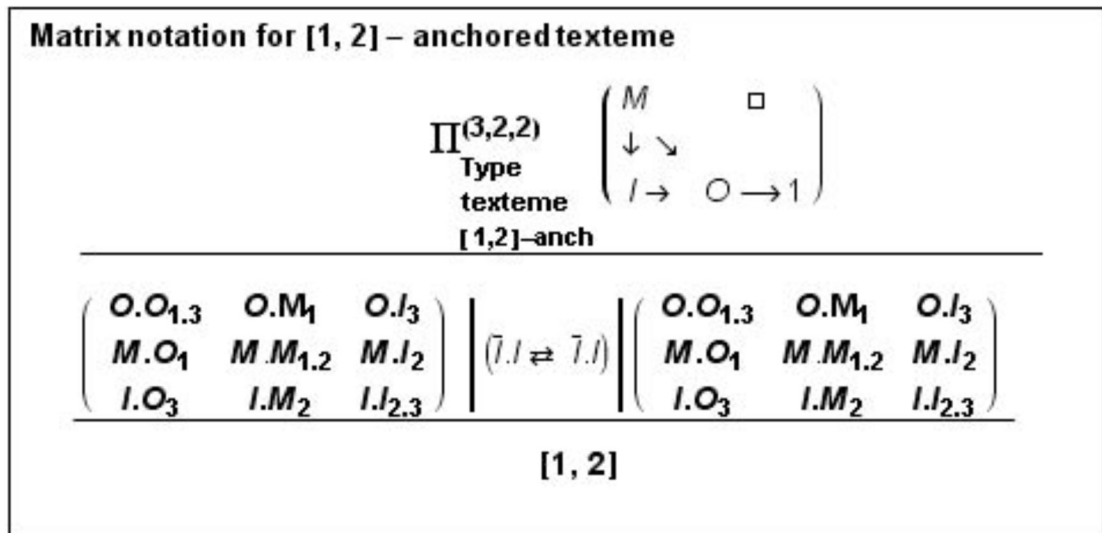 Matrix notation for [1, 2] – anchored texteme
M □
∏(3,2,2)
↓ ↘
Type
texteme
I → O ⟶ 1
[1,2]–anch
O.O1.3 O.M1 O.I3 O.O1.3 O.M1 O.I3
M.O1 M.M1.2 M.I2 | (i̅.i ⇄ i̅.i) | M.O1 M.M1.2 M.I2
I.O3 I.M2 I.I2.3 I.O3 I.M2 I.I2.3
[1, 2]